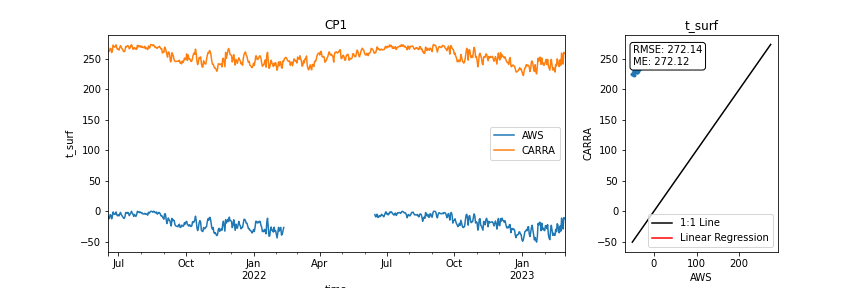 CP1
t_surf
250
200
150
100
50
0
−50
Jul
Oct
Jan
2022
Apr
Jul
Oct
Jan
2023
time
AWS
CARRA
t_surf
CARRA
250
200
150
100
50
0
−50
RMSE: 272.14
ME: 272.12
1:1 Line
Linear Regression
0
100
200
AWS